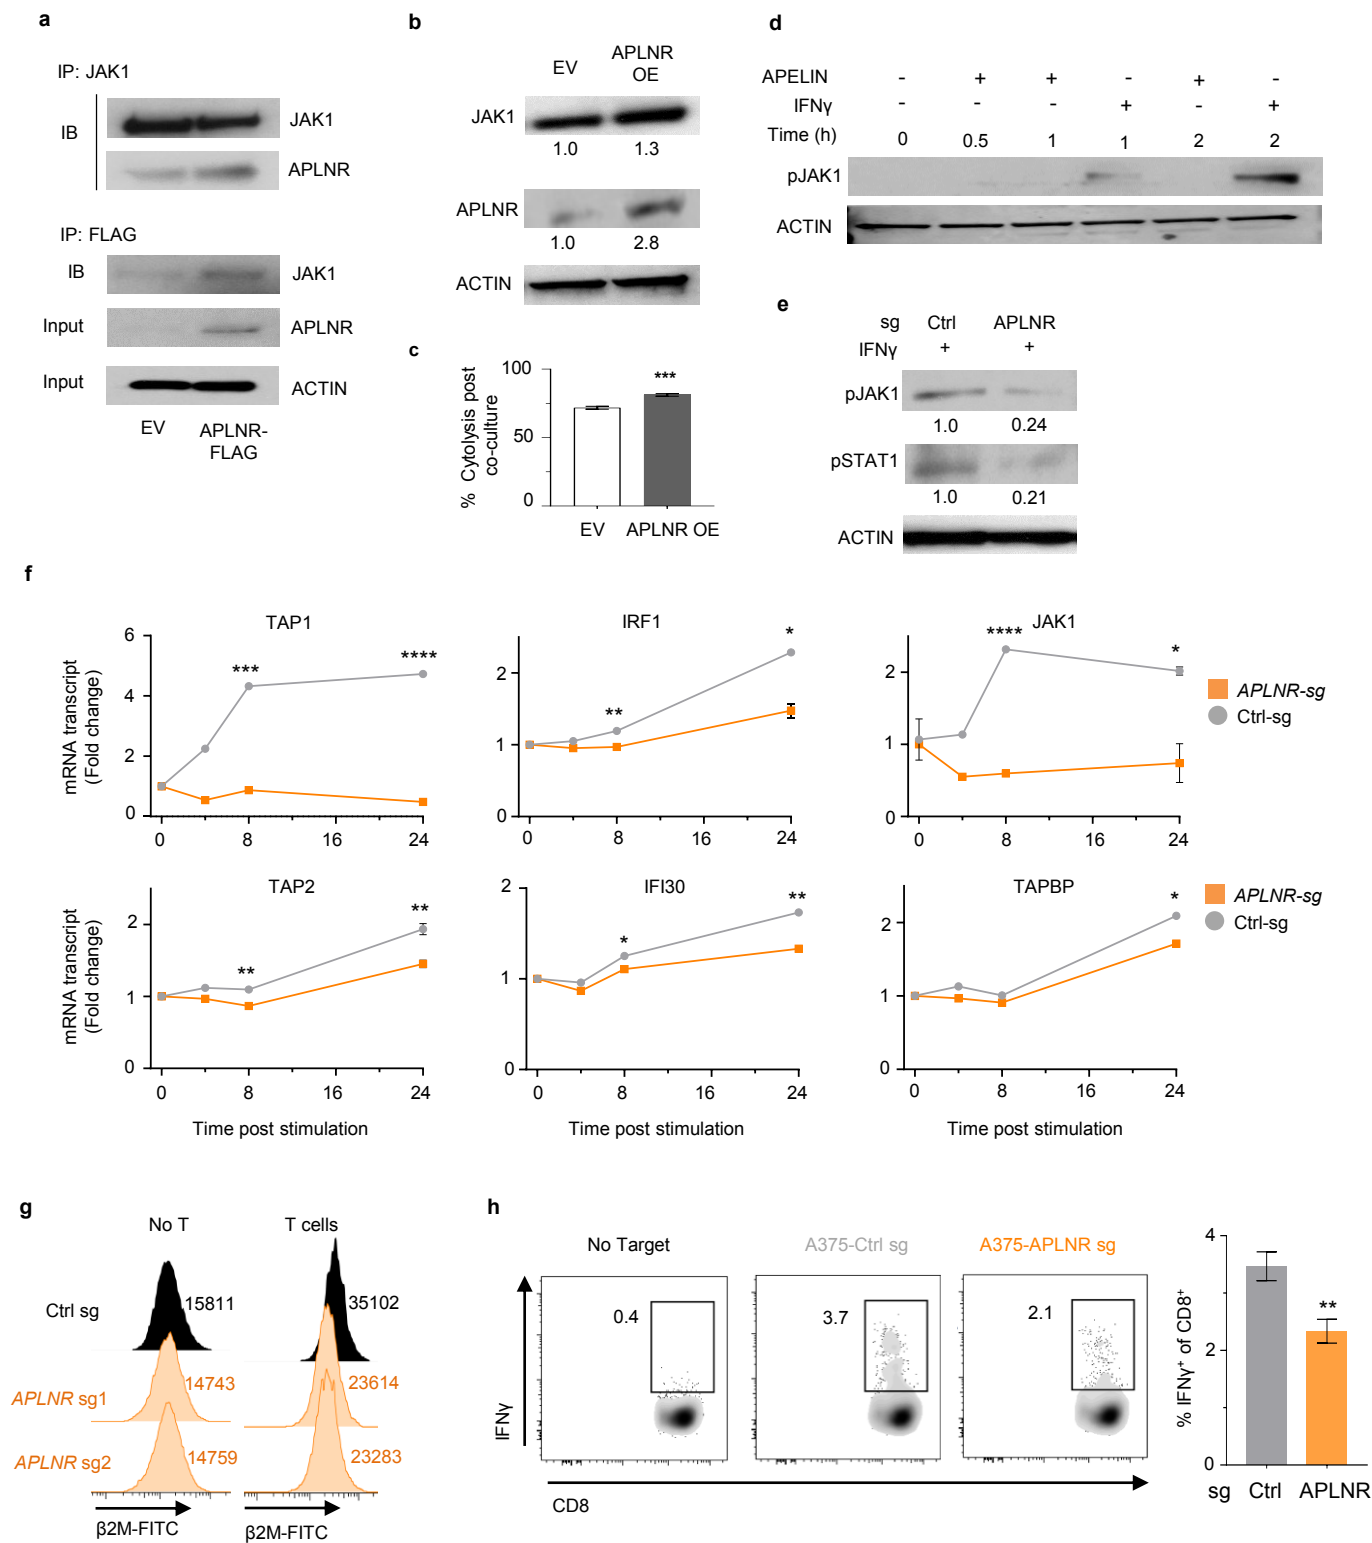 a
IP: JAK1
IB
JAK1
APLNR
IP: FLAG
IB
JAK1
Input
APLNR
Input
ACTIN
EV
APLNR-
FLAG
b
EV
APLNR
OE
JAK1
1.0
1.3
APLNR
1.0
2.8
ACTIN
c
% Cytolysis post
co-culture
100
50
0
***
EV
APLNR OE
d
APELIN - + + - + -
IFNγ - - - + - +
Time (h) 0 0.5 1 1 2 2
pJAK1
ACTIN
e
sg Ctrl APLNR
IFNγ + +
pJAK1
1.0 0.24
pSTAT1
1.0 0.21
ACTIN
f
TAP1
mRNA transcript
(Fold change)
6
4
2
0
***
****
0 8 16 24
IRF1
2
1
0
**
*
0 8 16 24
JAK1
2
1
0
****
*
0 8 16 24
APLNR-sg
Ctrl-sg
TAP2
mRNA transcript
(Fold change)
2
1
0
**
**
0 8 16 24
Time post stimulation
IFI30
2
1
0
*
**
0 8 16 24
Time post stimulation
TAPBP
2
1
0
*
0 8 16 24
Time post stimulation
APLNR-sg
Ctrl-sg
g
No T T cells
Ctrl sg 15811 35102
APLNR sg1 14743 23614
APLNR sg2 14759 23283
β2M-FITC β2M-FITC
h
No Target A375-Ctrl sg A375-APLNR sg
0.4 3.7 2.1
IFNγ
CD8
% IFNγ+ of CD8+
4
2
0
**
sg Ctrl APLNR